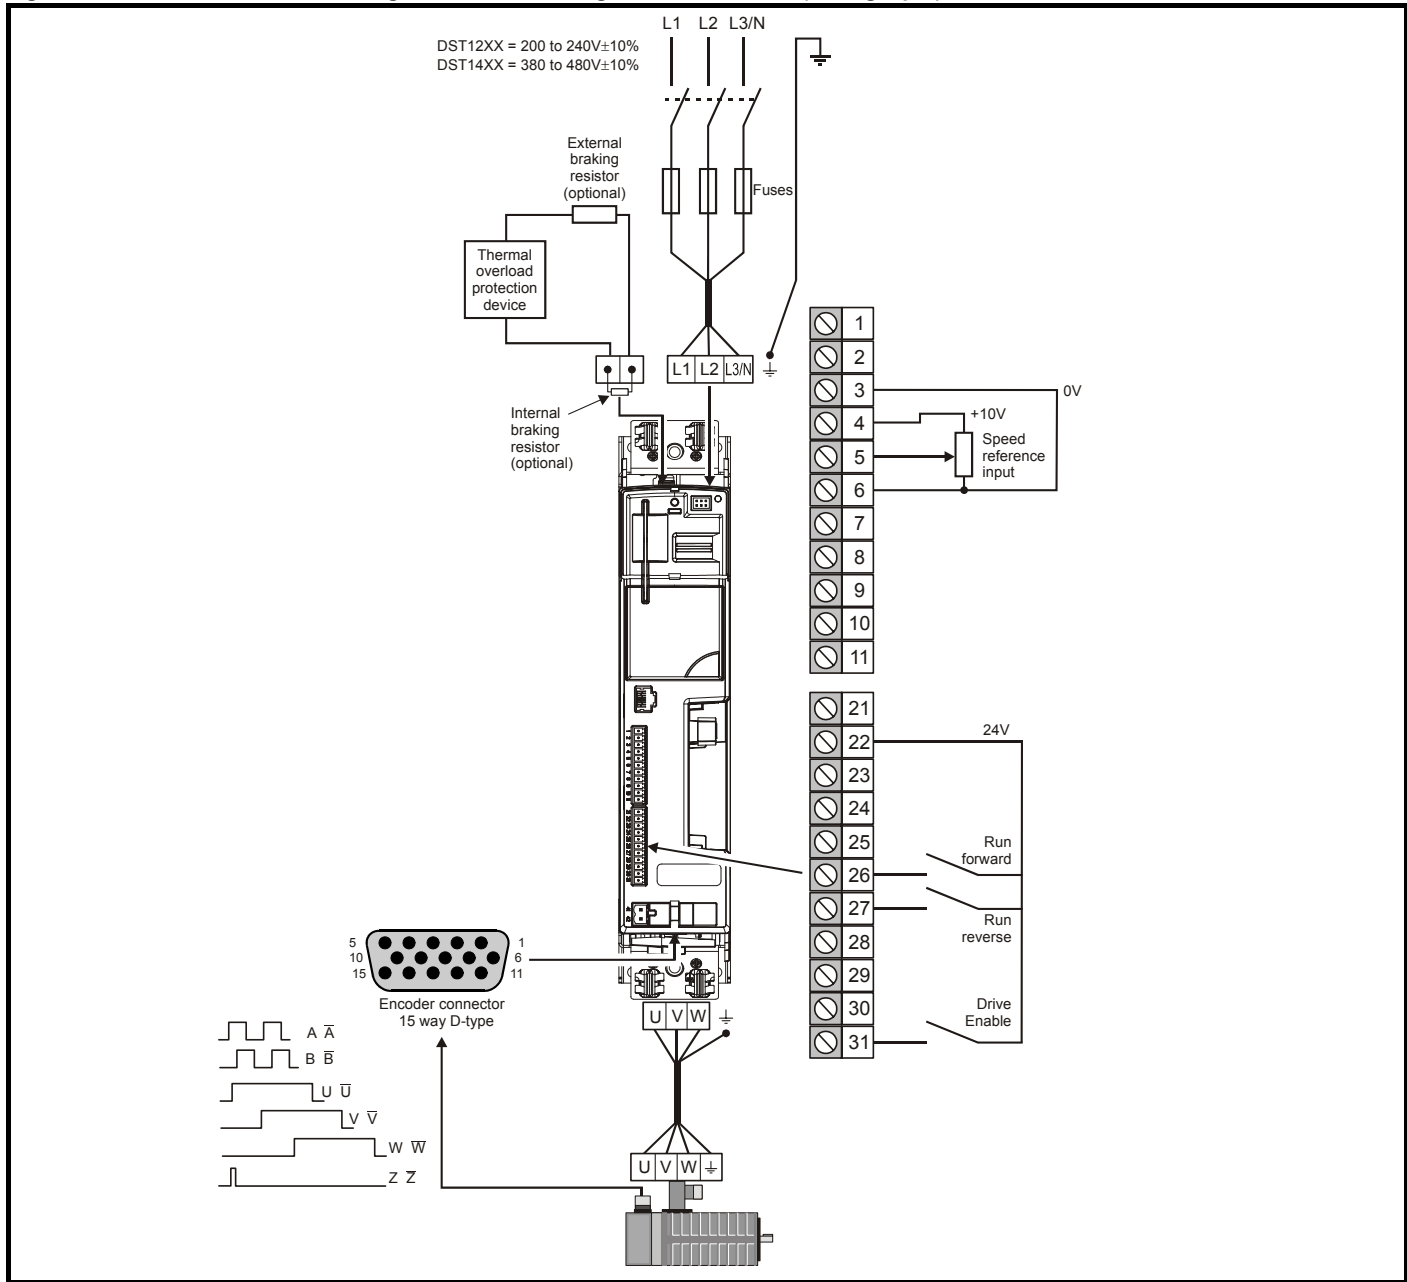 L1 L2 L3/N
DST12XX = 200 to 240V±10%
DST14XX = 380 to 480V±10%
External
braking
resistor
(optional)
Fuses
Thermal
overload
protection
device
L1 L2 L3/N
Internal
braking
resistor
(optional)
1
2
3
0V
4
+10V
5
Speed
reference
input
6
7
8
9
10
11
21
22
24V
23
24
25
Run
forward
26
27
Run
reverse
28
29
30
Drive
Enable
31
5 1
10 6
15 11
Encoder connector
15 way D-type
U V W
A A̅
B B̅
U U̅
V V̅
W W̅
Z Z̅
U V W